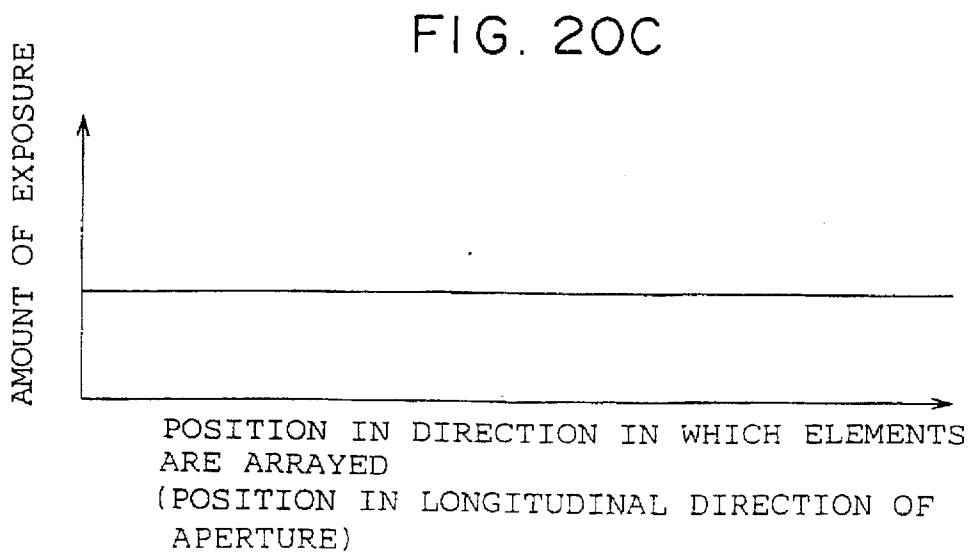 FIG. 20C
AMOUNT OF EXPOSURE
POSITION IN DIRECTION IN WHICH ELEMENTS
ARE ARRAYED
(POSITION IN LONGITUDINAL DIRECTION OF
APERTURE)